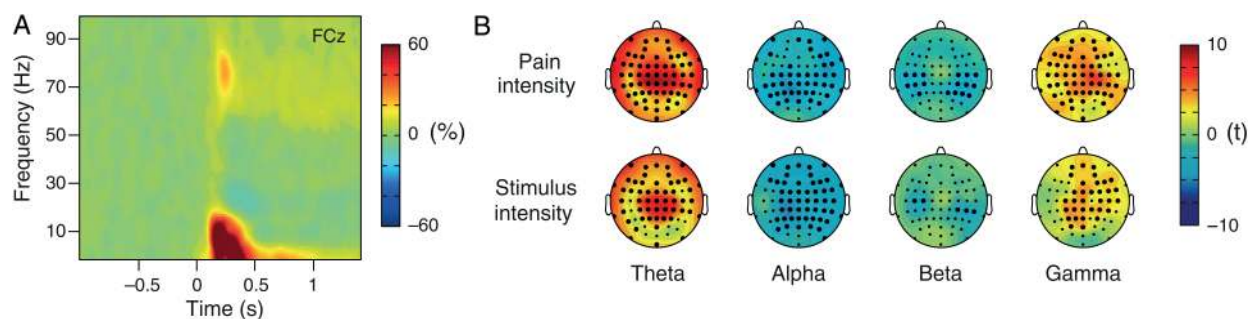 A
FCz
90
70
50
30
10
Frequency (Hz)
−0.5
0
0.5
1
Time (s)
60
0
−60
(%)
B
Pain
intensity
Stimulus
intensity
Theta
Alpha
Beta
Gamma
10
0
−10
(t)